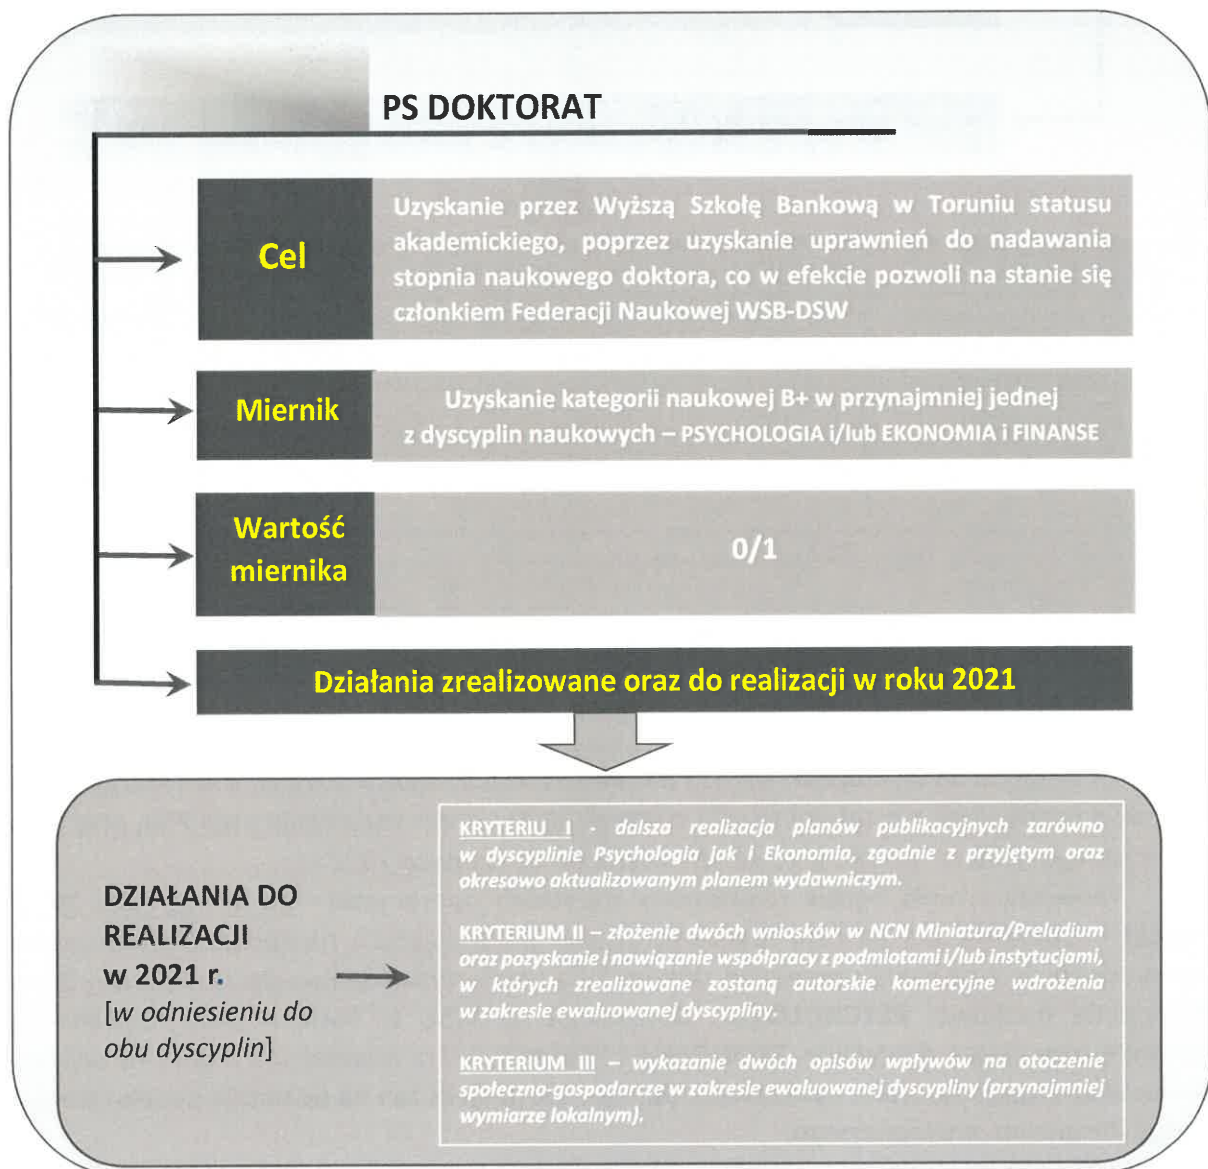 PS DOKTORAT
Cel
Uzyskanie przez Wyższą Szkołę Bankową w Toruniu statusu
akademickiego, poprzez uzyskanie uprawnień do nadawania
stopnia naukowego doktora, co w efekcie pozwoli na stanie się
członkiem Federacji Naukowej WSB-DSW
Miernik
Uzyskanie kategorii naukowej B+ w przynajmniej jednej
z dyscyplin naukowych – PSYCHOLOGIA i/lub EKONOMIA i FINANSE
Wartość
miernika
0/1
Działania zrealizowane oraz do realizacji w roku 2021
DZIAŁANIA DO
REALIZACJI
w 2021 r.
[w odniesieniu do
obu dyscyplin]
KRYTERIU I - dalsza realizacja planów publikacyjnych zarówno
w dyscyplinie Psychologia jak i Ekonomia, zgodnie z przyjętym oraz
okresowo aktualizowanym planem wydawniczym.
KRYTERIUM II – złożenie dwóch wniosków w NCN Miniatura/Preludium
oraz pozyskanie i nawiązanie współpracy z podmiotami i/lub instytucjami,
w których zrealizowane zostaną autorskie komercyjne wdrożenia
w zakresie ewaluowanej dyscypliny.
KRYTERIUM III – wykazanie dwóch opisów wpływów na otoczenie
społeczno-gospodarcze w zakresie ewaluowanej dyscypliny (przynajmniej
wymiarze lokalnym).